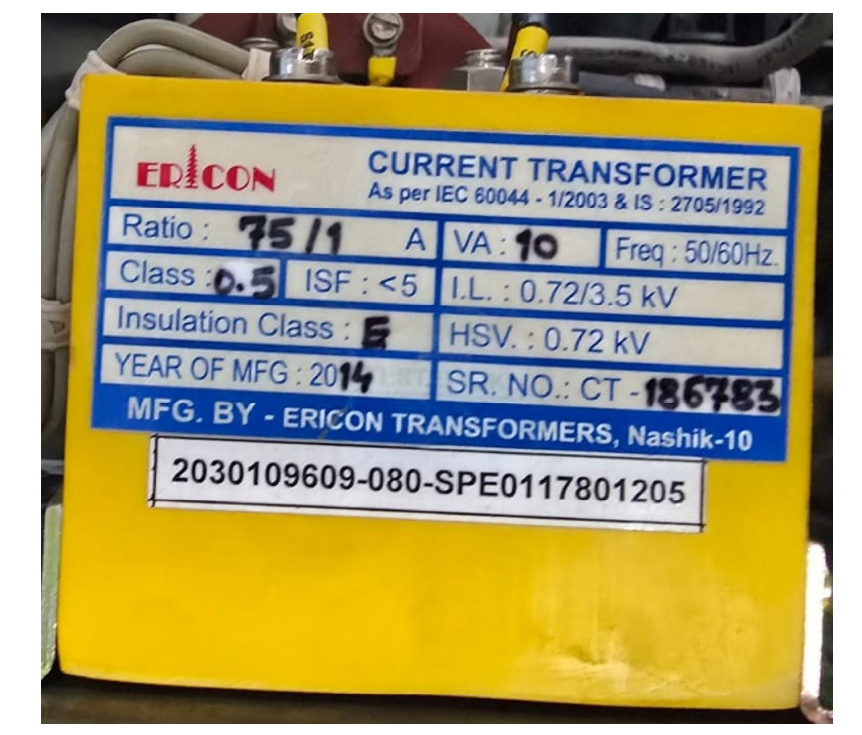 ERICON
CURRENT TRANSFORMER
As per IEC 60044 - 1/2003 & IS : 2705/1992
Ratio : 75/1 A VA : 10 Freq : 50/60Hz.
Class : 0.5 ISF : <5 I.L. : 0.72/3.5 kV
Insulation Class : E HSV. : 0.72 kV
YEAR OF MFG : 2014 SR. NO.: CT - 186783
MFG. BY - ERICON TRANSFORMERS, Nashik-10
2030109609-080-SPE0117801205